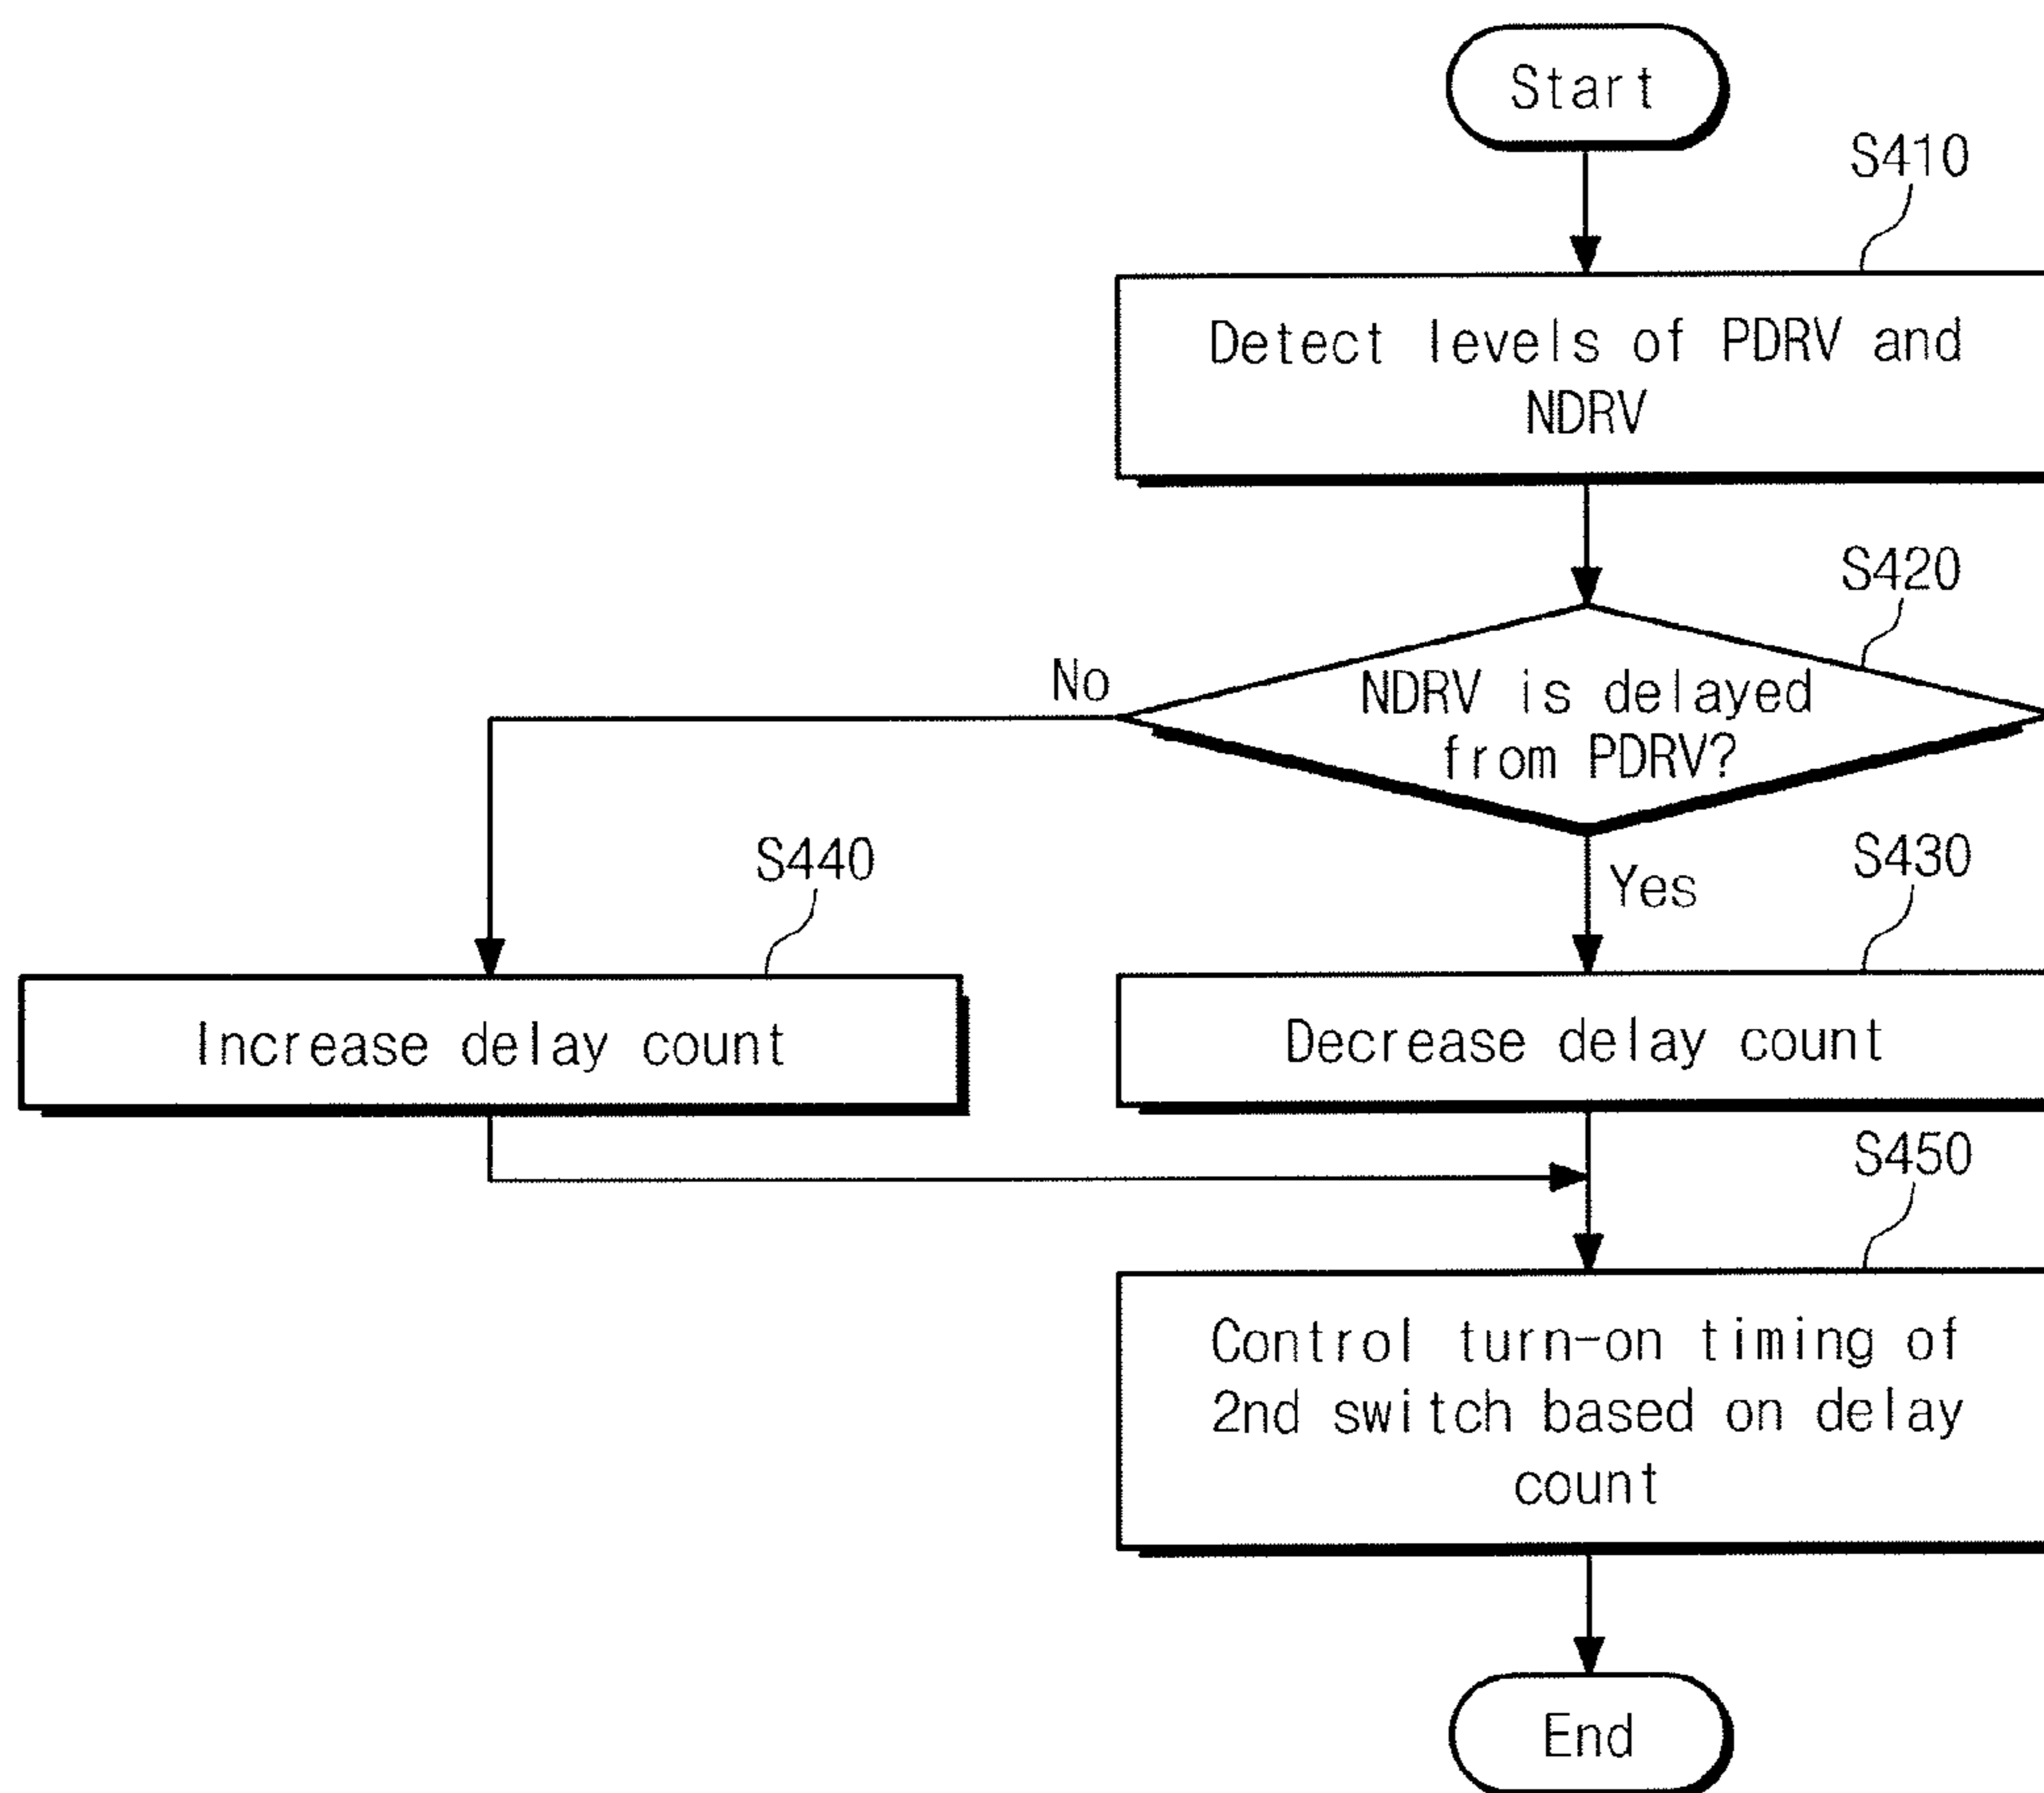 Start
S410
Detect levels of PDRV and
NDRV
S420
No
NDRV is delayed
from PDRV?
S440
Yes
S430
Increase delay count
Decrease delay count
S450
Control turn-on timing of
2nd switch based on delay
count
End